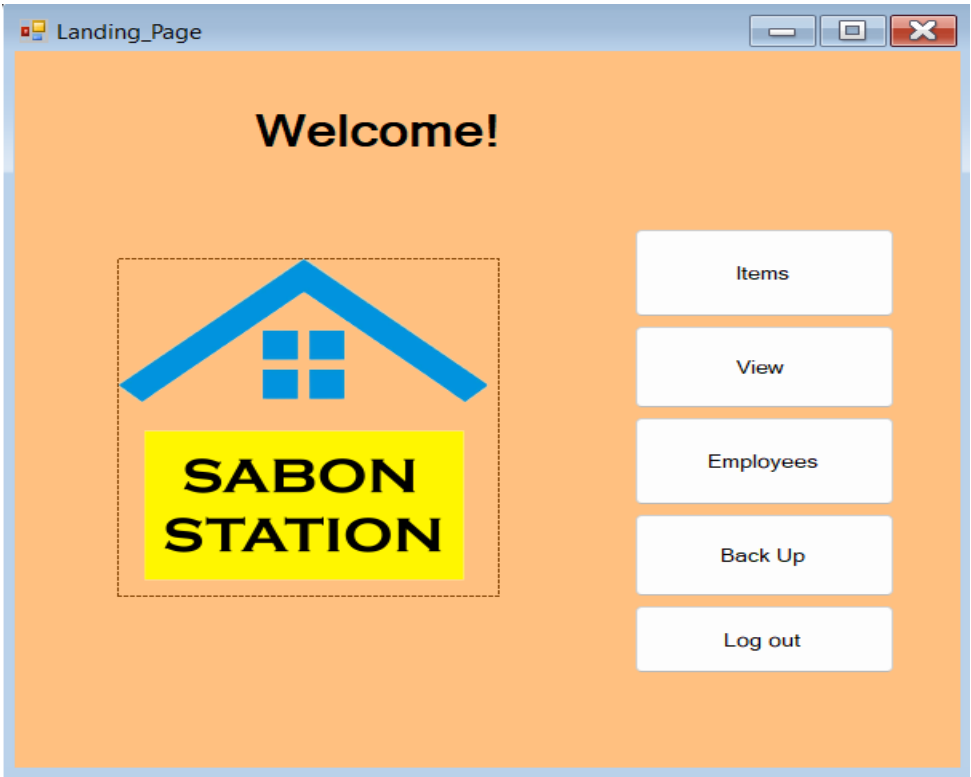 Landing_Page
Welcome!
SABON
STATION
Items
View
Employees
Back Up
Log out